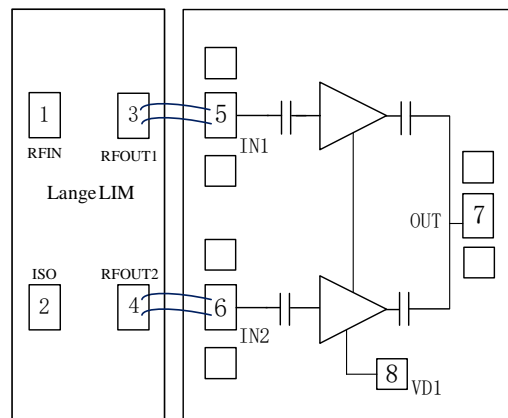 1
3
5
RFIN
RFOUT1
IN1
Lange LIM
OUT
7
ISO
RFOUT2
2
4
6
IN2
8
VD1